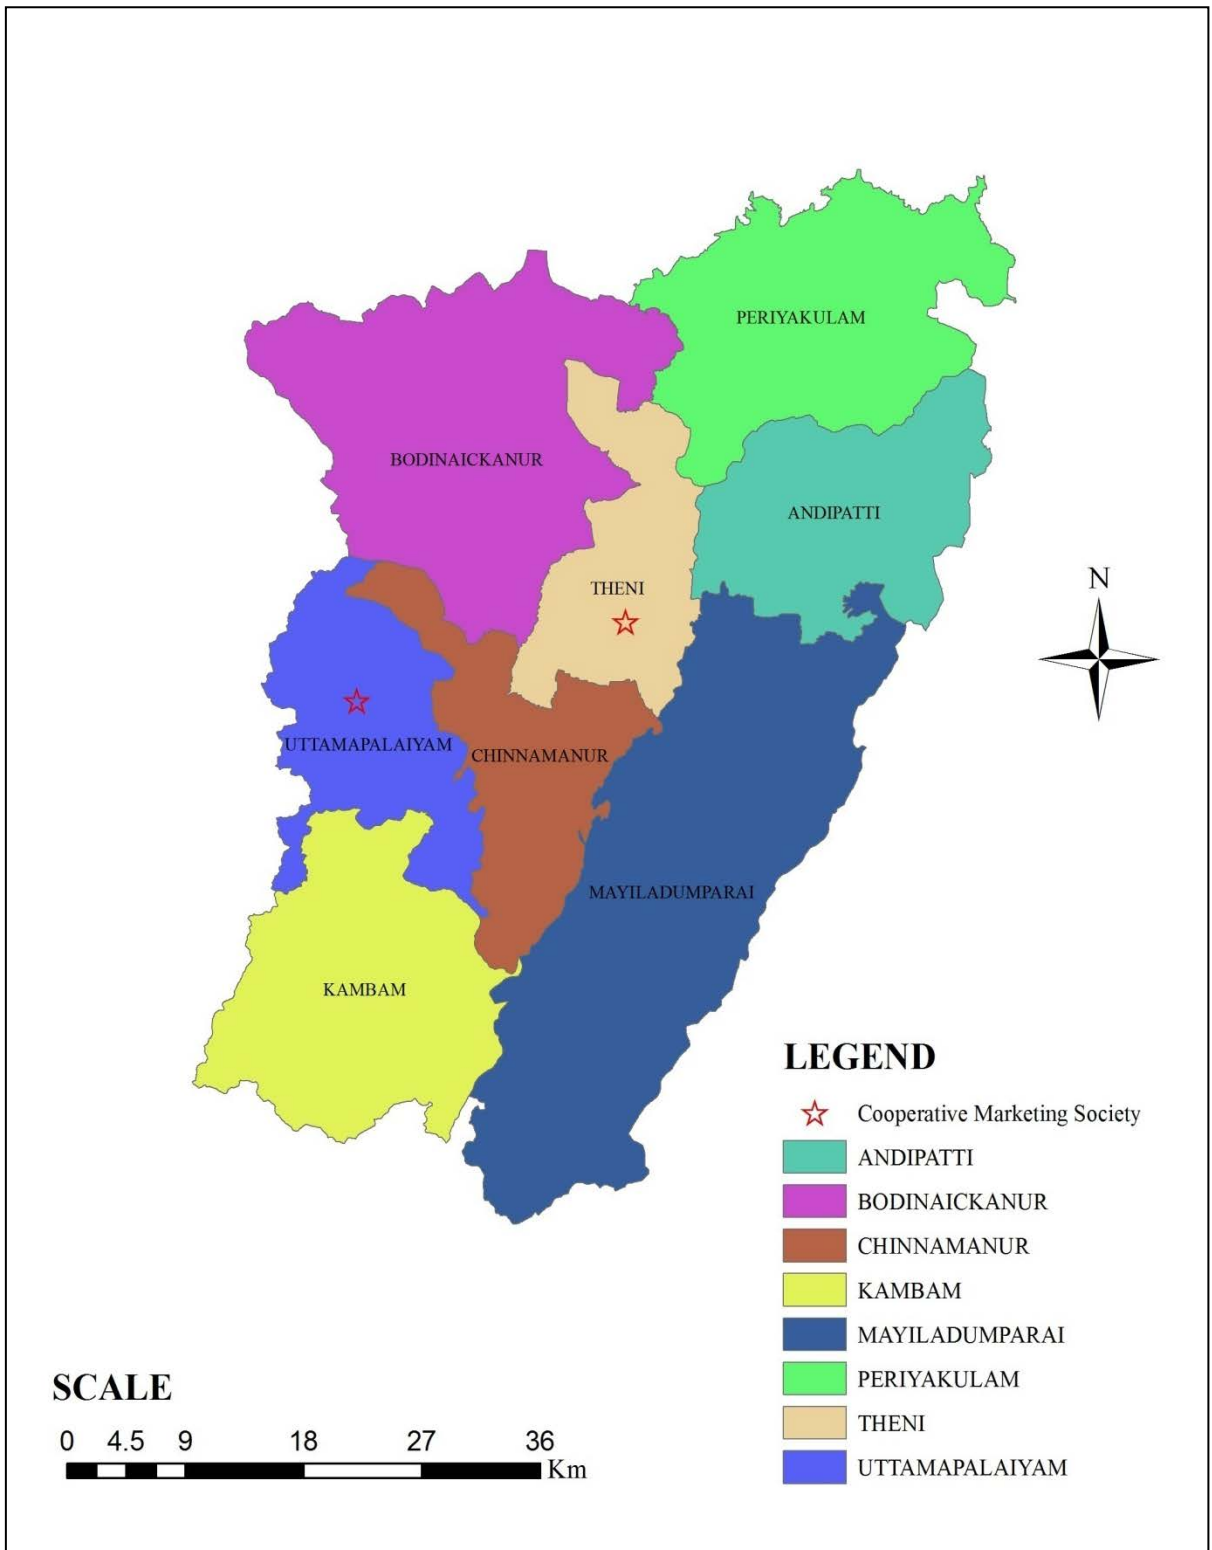 PERIYAKULAM
BODINAICKANUR
ANDIPATTI
THENI
N
UTTAMAPALAIYAM
CHINNAMANUR
MAYILADUMPARAI
KAMBAM
LEGEND
Cooperative Marketing Society
ANDIPATTI
BODINAICKANUR
CHINNAMANUR
KAMBAM
MAYILADUMPARAI
PERIYAKULAM
THENI
UTTAMAPALAIYAM
SCALE
0 4.5 9 18 27 36
Km